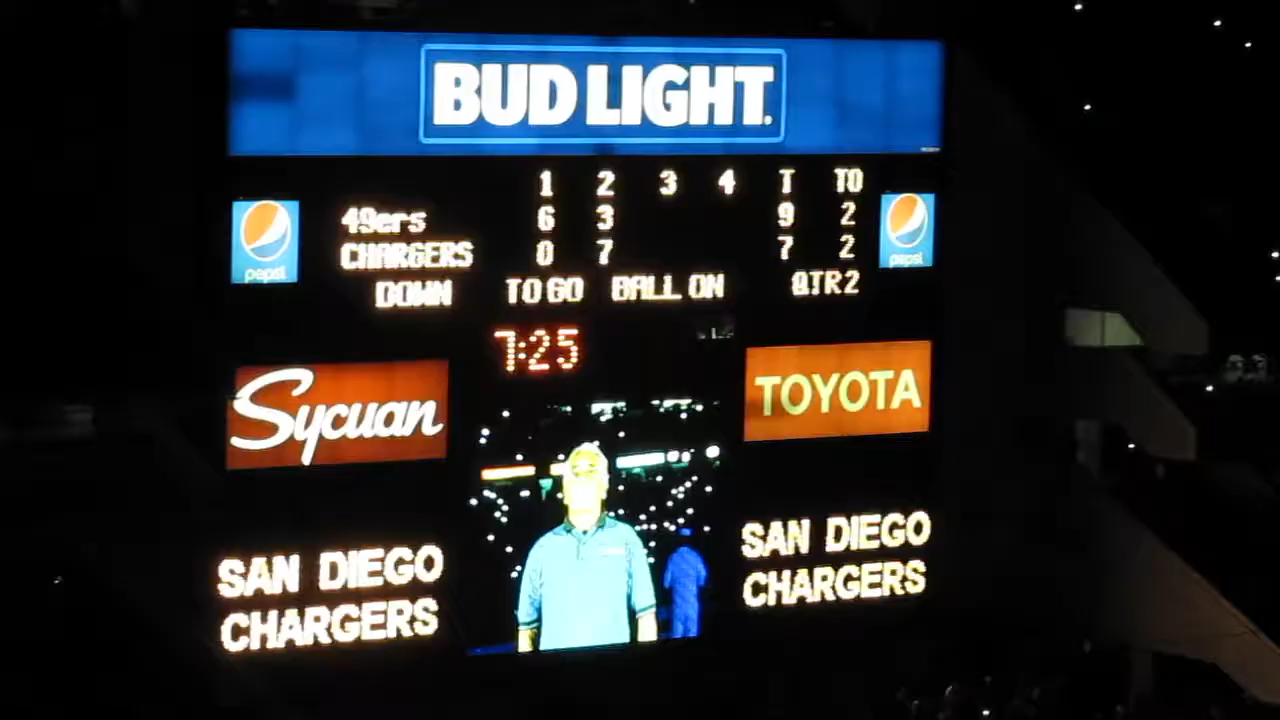 BUD LIGHT.
1 2 3 4 T TO
49ers 6 3 9 2
CHARGERS 0 7 7 2
pepsi
pepsi
DOWN TO GO BALL ON QTR 2
7:25
Sycuan
TOYOTA
SAN DIEGO
CHARGERS
SAN DIEGO
CHARGERS